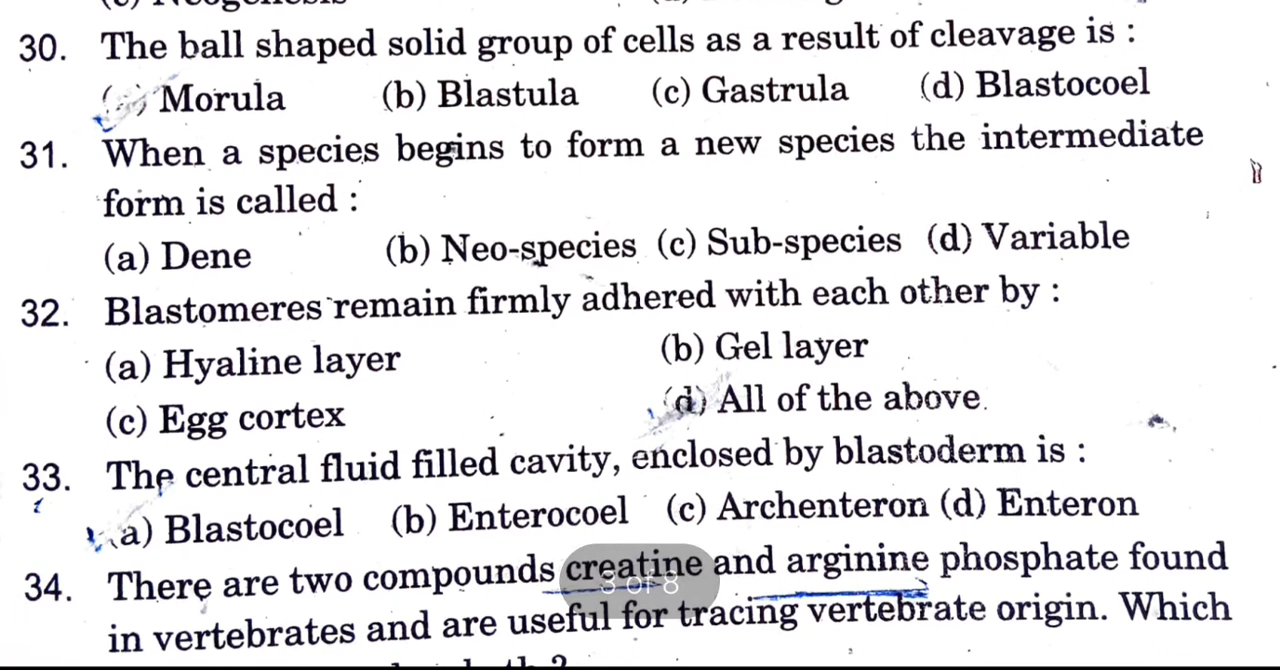 30. The ball shaped solid group of cells as a result of cleavage is :
Morula (b) Blastula (c) Gastrula (d) Blastocoel
31. When a species begins to form a new species the intermediate
form is called :
(a) Dene (b) Neo-species (c) Sub-species (d) Variable
32. Blastomeres remain firmly adhered with each other by :
(a) Hyaline layer (b) Gel layer
(c) Egg cortex (d) All of the above.
33. The central fluid filled cavity, enclosed by blastoderm is :
(a) Blastocoel (b) Enterocoel (c) Archenteron (d) Enteron
34. There are two compounds creatine and arginine phosphate found
3 of 8
in vertebrates and are useful for tracing vertebrate origin. Which